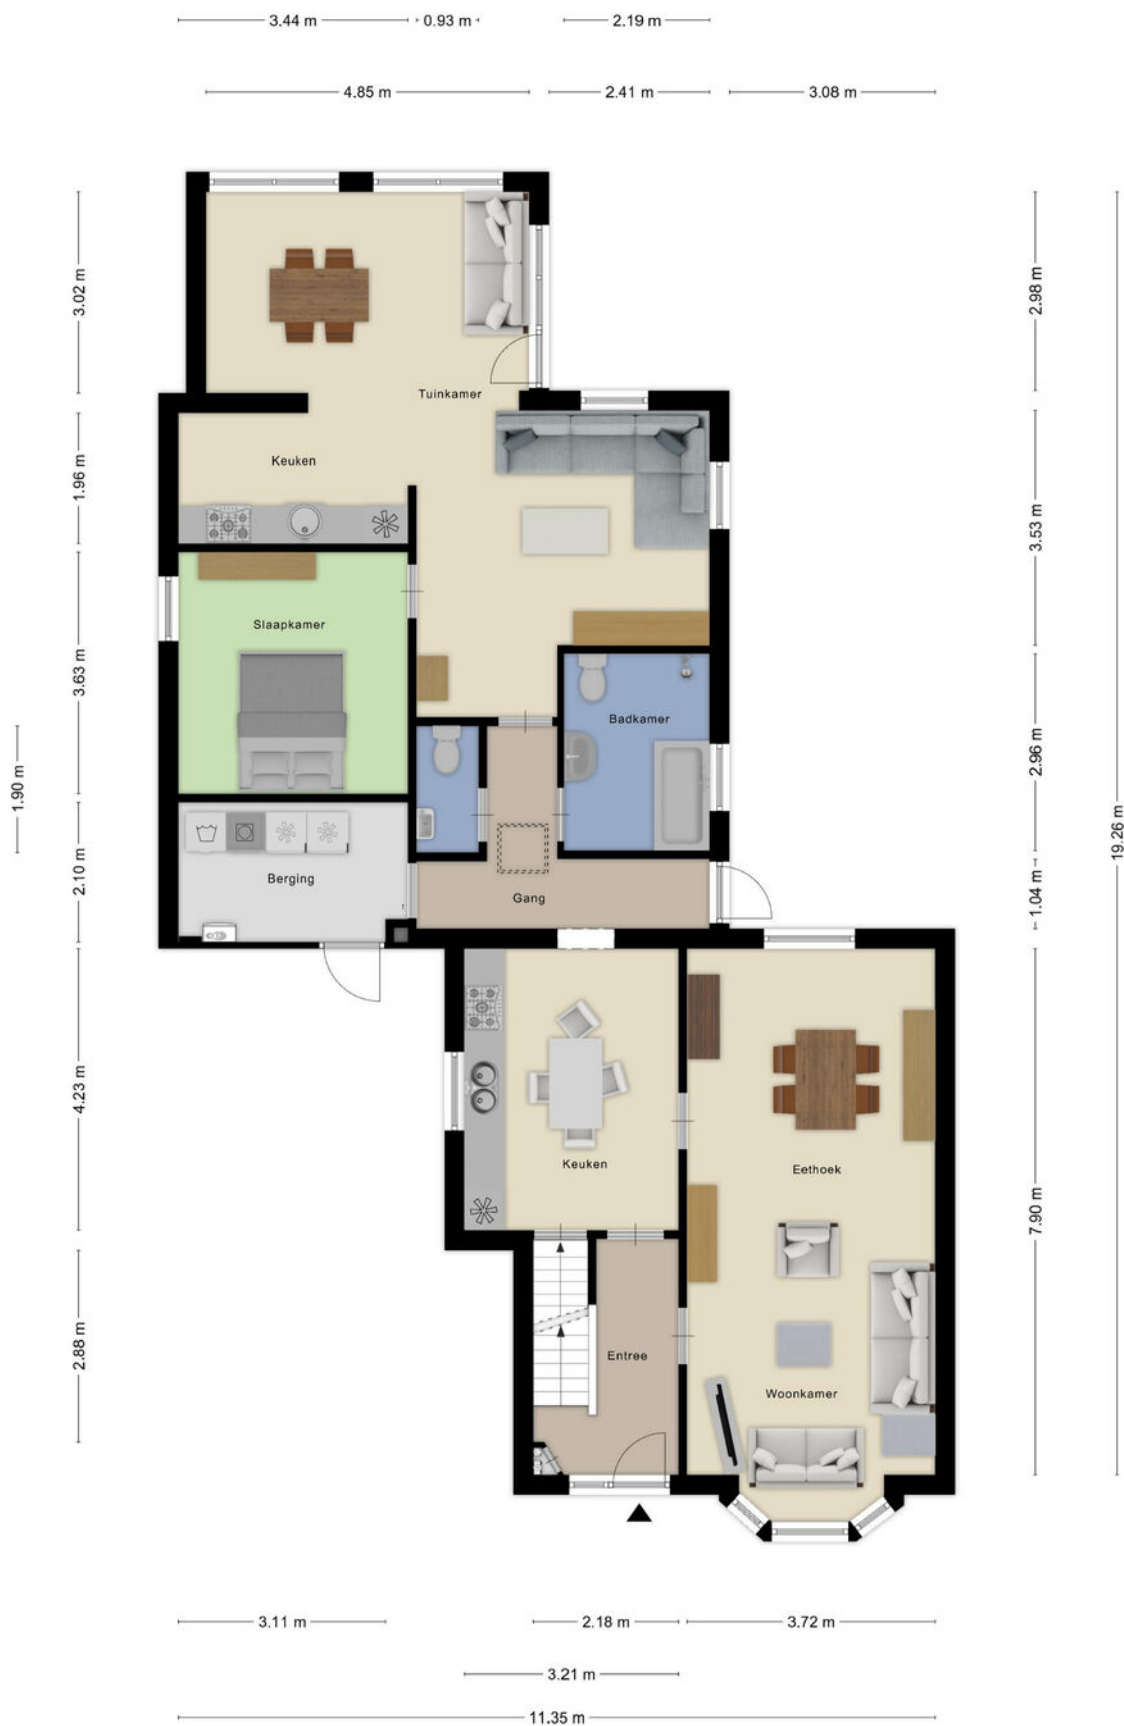 3.44 m
0.93 m
2.19 m
4.85 m
2.41 m
3.08 m
3.02 m
2.98 m
19.26 m
Tuinkamer
Keuken
1.96 m
3.53 m
Slaapkamer
3.63 m
Badkamer
2.96 m
1.90 m
Berging
2.10 m
Gang
1.04 m
4.23 m
Keuken
Eethoek
7.90 m
2.88 m
Entree
Woonkamer
3.11 m
2.18 m
3.72 m
3.21 m
11.35 m